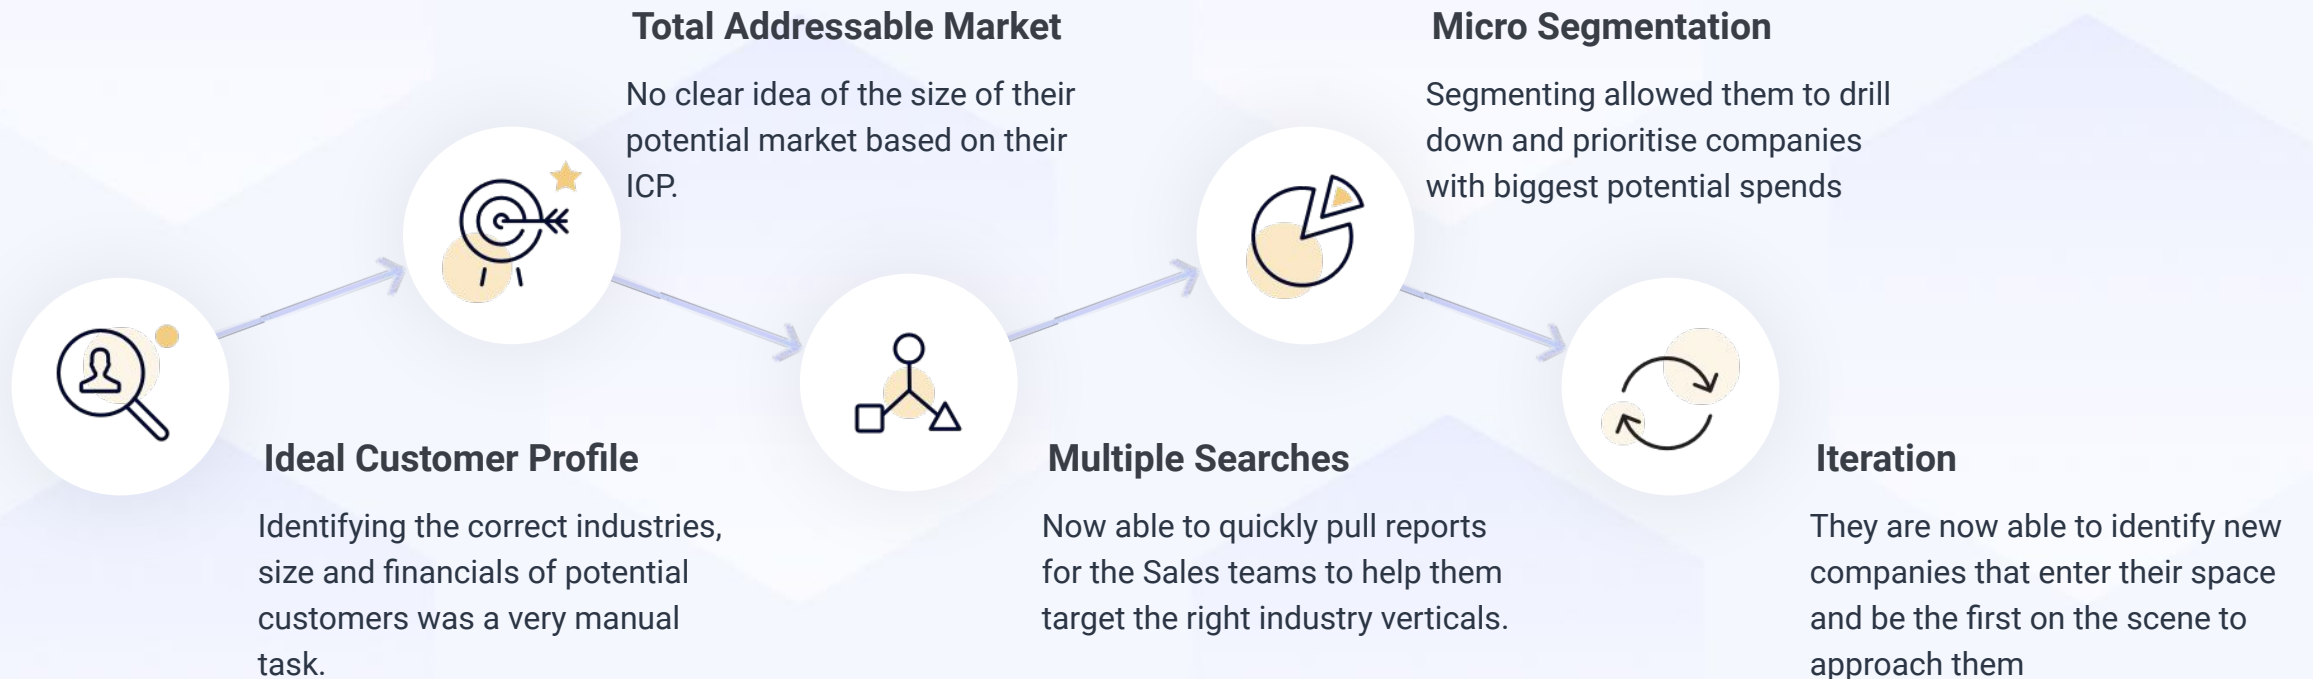 Total Addressable Market
No clear idea of the size of their
potential market based on their
ICP.
Micro Segmentation
Segmenting allowed them to drill
down and prioritise companies
with biggest potential spends
Ideal Customer Profile
Identifying the correct industries,
size and financials of potential
customers was a very manual
task.
Multiple Searches
Now able to quickly pull reports
for the Sales teams to help them
target the right industry verticals.
Iteration
They are now able to identify new
companies that enter their space
and be the first on the scene to
approach them